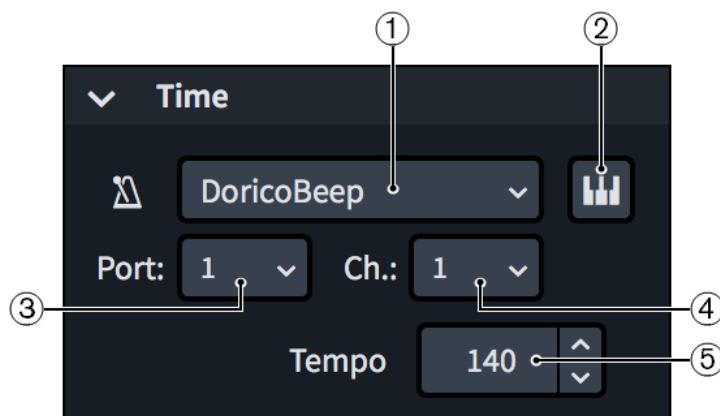 ① ②
Time
DoricoBeep
Port: 1 Ch.: 1
③ ④
Tempo 140 ⑤